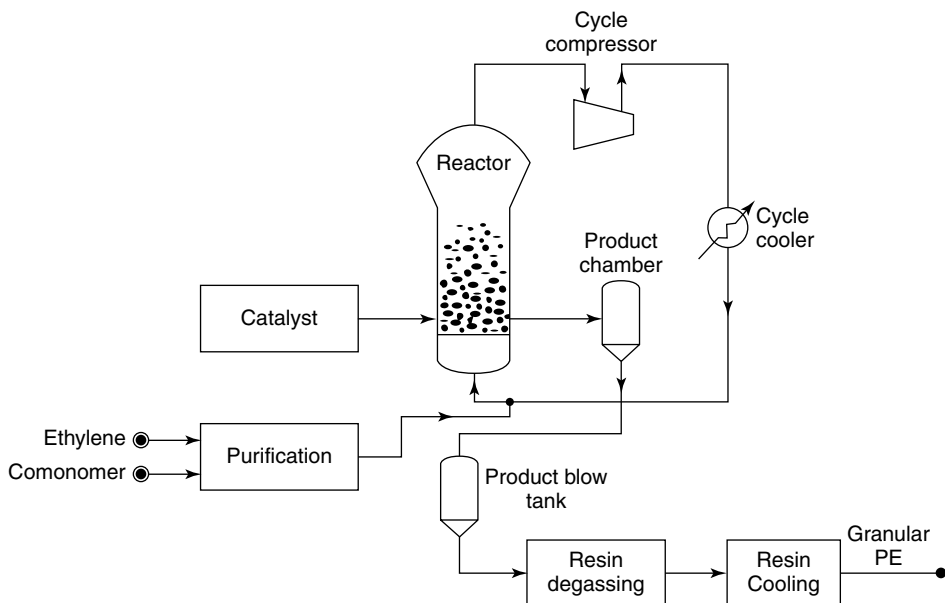 Cycle
compressor
Reactor
Cycle
cooler
Product
chamber
Catalyst
Ethylene
Comonomer
Purification
Product blow
tank
Resin
degassing
Resin
Cooling
Granular
PE